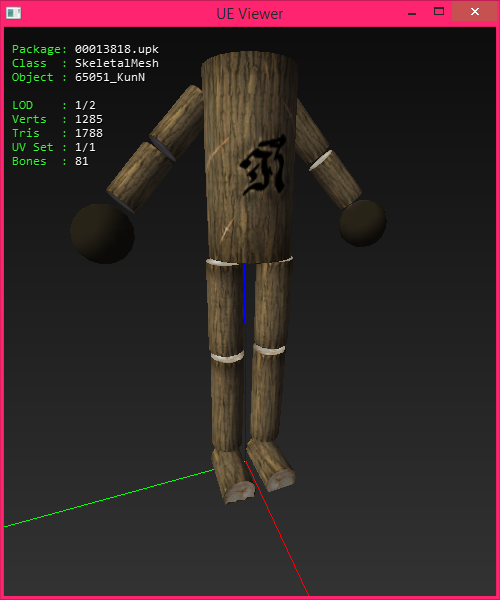 UE Viewer
Package: 00013818.upk
Class : SkeletalMesh
Object : 65051_KunN
LOD : 1/2
Verts : 1285
Tris : 1788
UV Set : 1/1
Bones : 81